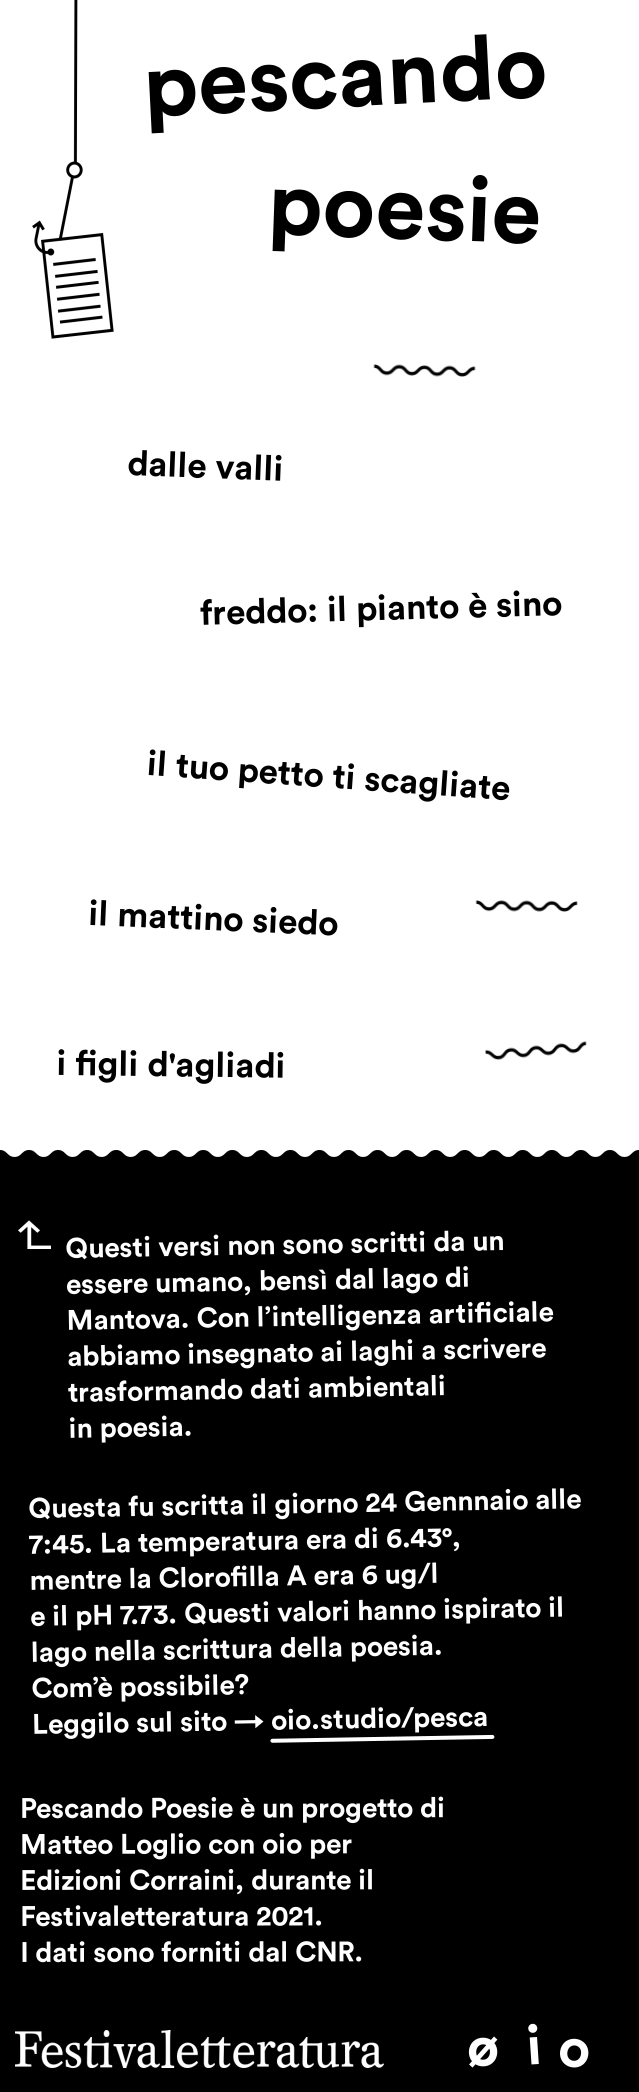 pescando
poesie
dalle valli
freddo: il pianto è sino
il tuo petto ti scagliate
il mattino siedo
i figli d'agliadi
Questi versi non sono scritti da un
essere umano, bensì dal lago di
Mantova. Con l’intelligenza artificiale
abbiamo insegnato ai laghi a scrivere
trasformando dati ambientali
in poesia.
Questa fu scritta il giorno 24 Gennnaio alle
7:45. La temperatura era di 6.43°,
mentre la Clorofilla A era 6 ug/l
e il pH 7.73. Questi valori hanno ispirato il
lago nella scrittura della poesia.
Com’è possibile?
Leggilo sul sito → oio.studio/pesca
Pescando Poesie è un progetto di
Matteo Loglio con oio per
Edizioni Corraini, durante il
Festivaletteratura 2021.
I dati sono forniti dal CNR.
Festivaletteratura ø i o